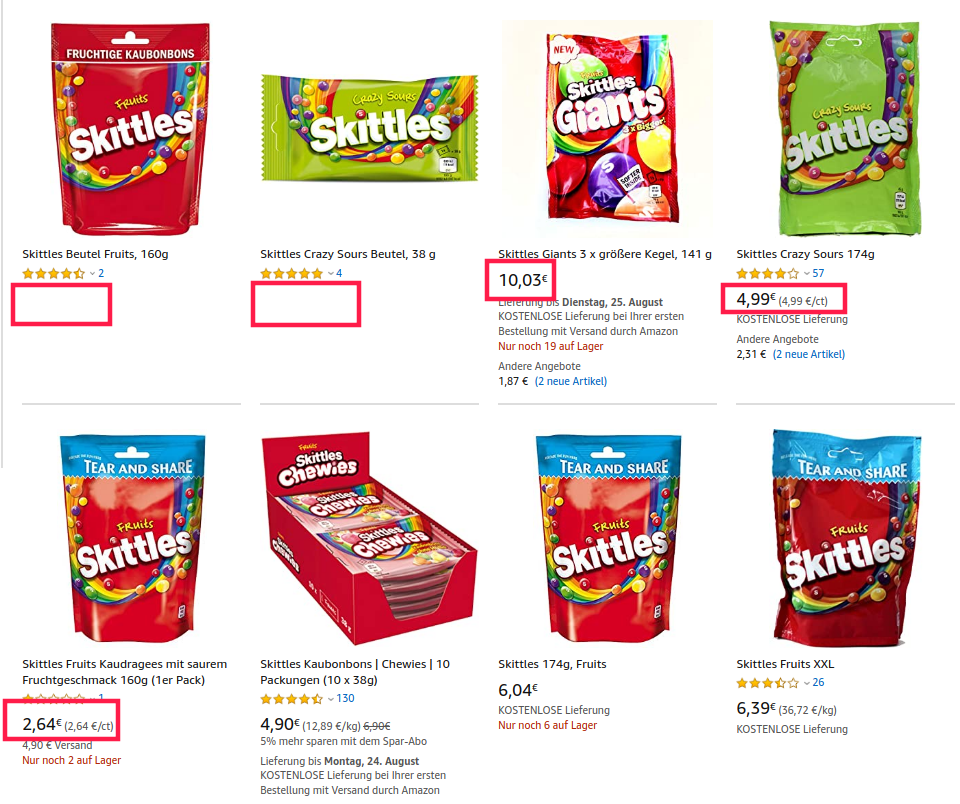 FRUCHTIGE KAUBONBONS
Fruits
Skittles
Crazy Sours
Skittles
NEW
Fruits
Skittles
Giants
3 x Bigger
SOFTER INSIDE
Crazy Sours
Skittles
Skittles Beutel Fruits, 160g
2
Skittles Crazy Sours Beutel, 38 g
4
Skittles Giants 3 x größere Kegel, 141 g
10,03€
Lieferung bis Dienstag, 25. August
KOSTENLOSE Lieferung bei Ihrer ersten
Bestellung mit Versand durch Amazon
Nur noch 19 auf Lager
Andere Angebote
1,87 € (2 neue Artikel)
Skittles Crazy Sours 174g
57
4,99€ (4,99 €/ct)
KOSTENLOSE Lieferung
Andere Angebote
2,31 € (2 neue Artikel)
TEAR AND SHARE
Fruits
Skittles
Fruits
Skittles
Chewies
Skittles
Chewies
Skittles
Chewies
Skittles
Chewies
TEAR AND SHARE
Fruits
Skittles
TEAR AND SHARE
Fruits
Skittles
Skittles Fruits Kaudragees mit saurem
Fruchtgeschmack 160g (1er Pack)
1
2,64€ (2,64 €/ct)
4,90 € Versand
Nur noch 2 auf Lager
Skittles Kaubonbons | Chewies | 10
Packungen (10 x 38g)
130
4,90€ (12,89 €/kg) 6,90€
5% mehr sparen mit dem Spar-Abo
Lieferung bis Montag, 24. August
KOSTENLOSE Lieferung bei Ihrer ersten
Bestellung mit Versand durch Amazon
Skittles 174g, Fruits
6,04€
KOSTENLOSE Lieferung
Nur noch 6 auf Lager
Skittles Fruits XXL
26
6,39€ (36,72 €/kg)
KOSTENLOSE Lieferung